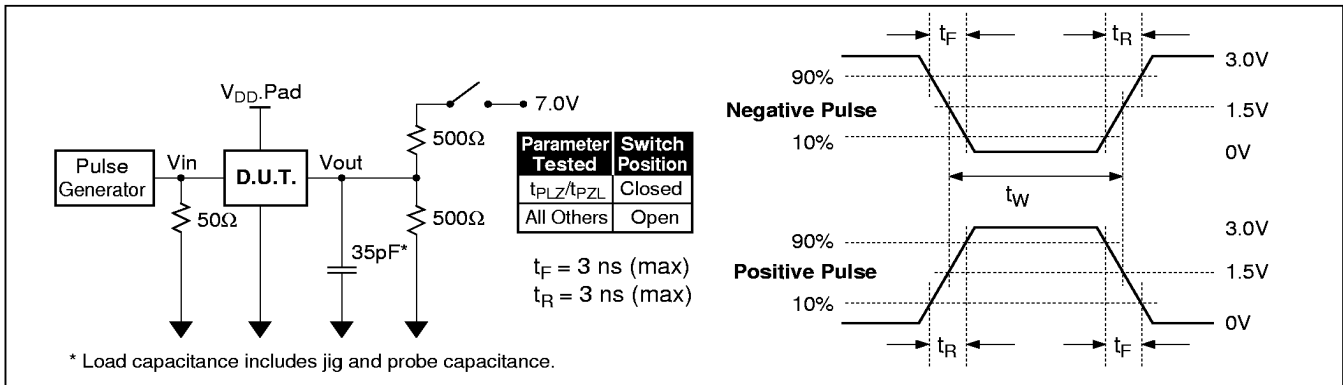 V_DD.Pad
Pulse
Generator
Vin
D.U.T.
Vout
50Ω
35pF*
500Ω
500Ω
7.0V
Parameter Tested Switch Position
t_PLZ/t_PZL Closed
All Others Open
t_F = 3 ns (max)
t_R = 3 ns (max)
* Load capacitance includes jig and probe capacitance.
t_F t_R
90% 3.0V
Negative Pulse 1.5V
10% 0V
t_W
90% 3.0V
Positive Pulse 1.5V
10% 0V
t_R t_F